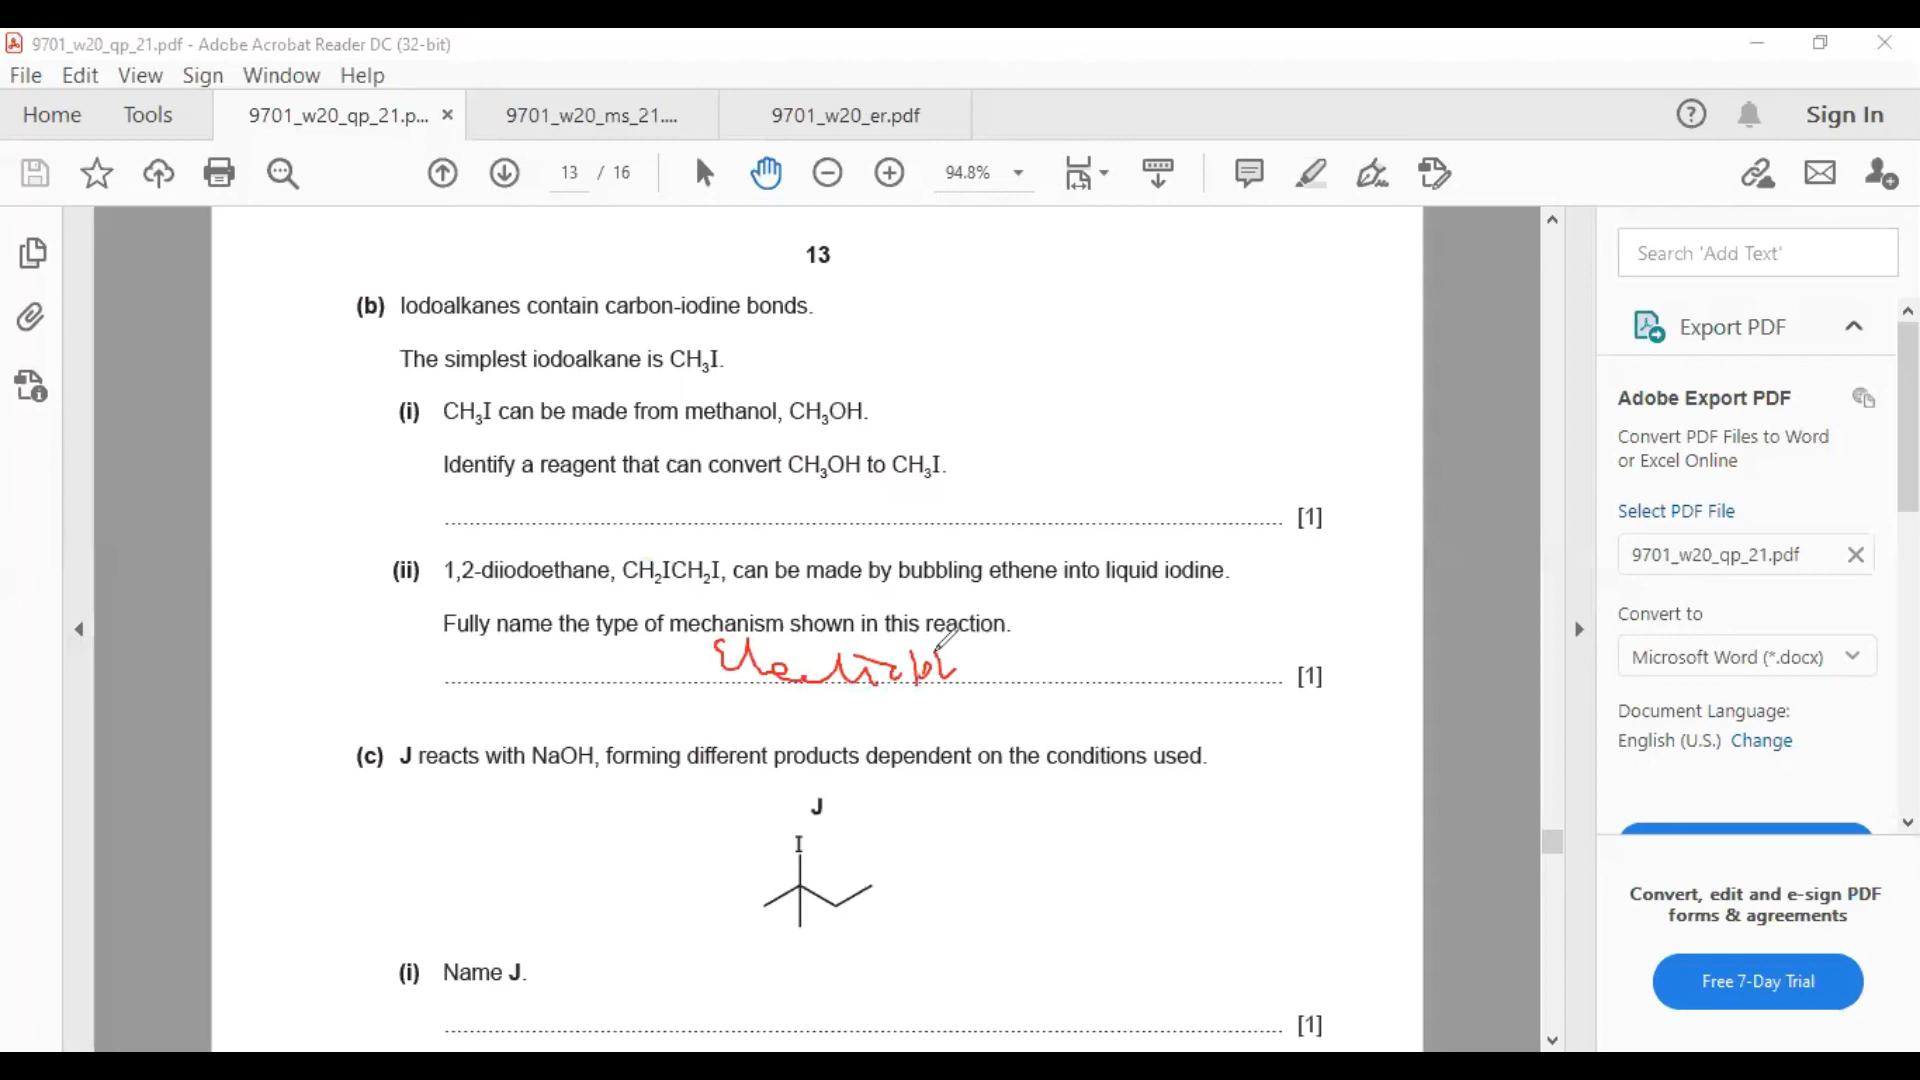 9701_w20_qp_21.pdf - Adobe Acrobat Reader DC (32-bit)
File Edit View Sign Window Help
Home Tools 9701_w20_qp_21.p... × 9701_w20_ms_21.... 9701_w20_er.pdf Sign In
13 / 16 94.8%
13
(b) Iodoalkanes contain carbon-iodine bonds.
The simplest iodoalkane is CH₃I.
(i) CH₃I can be made from methanol, CH₃OH.
Identify a reagent that can convert CH₃OH to CH₃I.
[1]
(ii) 1,2-diiodoethane, CH₂ICH₂I, can be made by bubbling ethene into liquid iodine.
Fully name the type of mechanism shown in this reaction.
[1]
(c) J reacts with NaOH, forming different products dependent on the conditions used.
J
I
(i) Name J.
[1]
Search 'Add Text'
Export PDF
Adobe Export PDF
Convert PDF Files to Word
or Excel Online
Select PDF File
9701_w20_qp_21.pdf
Convert to
Microsoft Word (*.docx)
Document Language:
English (U.S.) Change
Convert, edit and e-sign PDF
forms & agreements
Free 7-Day Trial